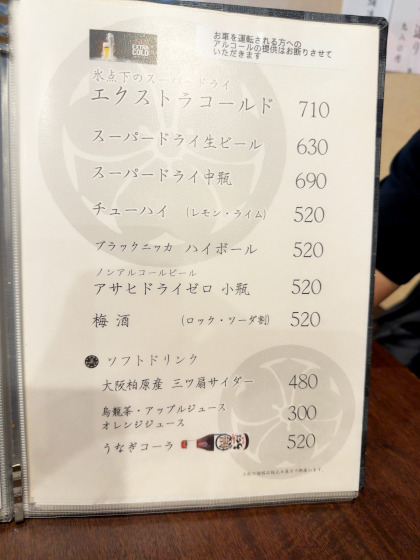 EXTRA COLD
お車を運転される方への
アルコールの提供はお断りさせて
いただきます
氷点下のスーパードライ
エクストラコールド 710
スーパードライ生ビール 630
スーパードライ中瓶 690
チューハイ (レモン・ライム) 520
ブラックニッカ ハイボール 520
ノンアルコールビール
アサヒドライゼロ 小瓶 520
梅酒 (ロック・ソーダ割) 520
ソフトドリンク
大阪柏原産 三ツ扇サイダー 480
烏龍茶・アップルジュース
オレンジジュース 300
うなぎコーラ 520